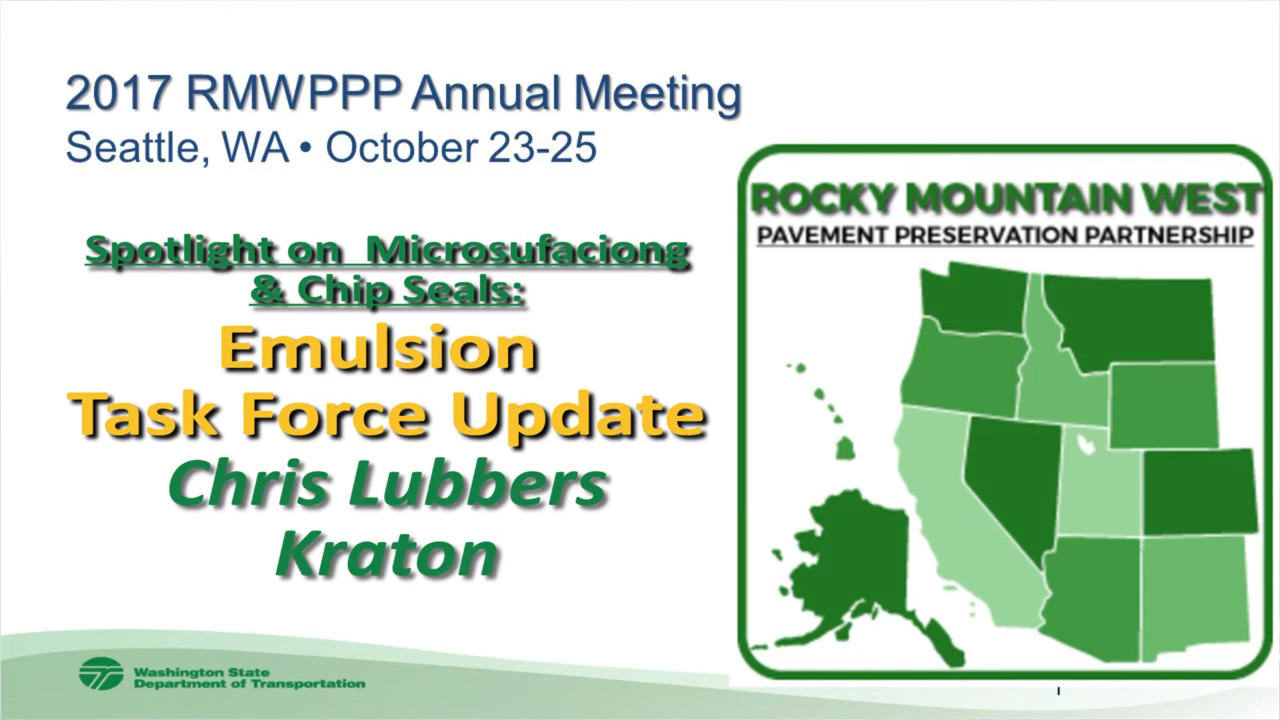 2017 RMWPPP Annual Meeting
Seattle, WA • October 23-25
ROCKY MOUNTAIN WEST
PAVEMENT PRESERVATION PARTNERSHIP
Spotlight on Microsufaciong
& Chip Seals:
Emulsion
Task Force Update
Chris Lubbers
Kraton
Washington State
Department of Transportation